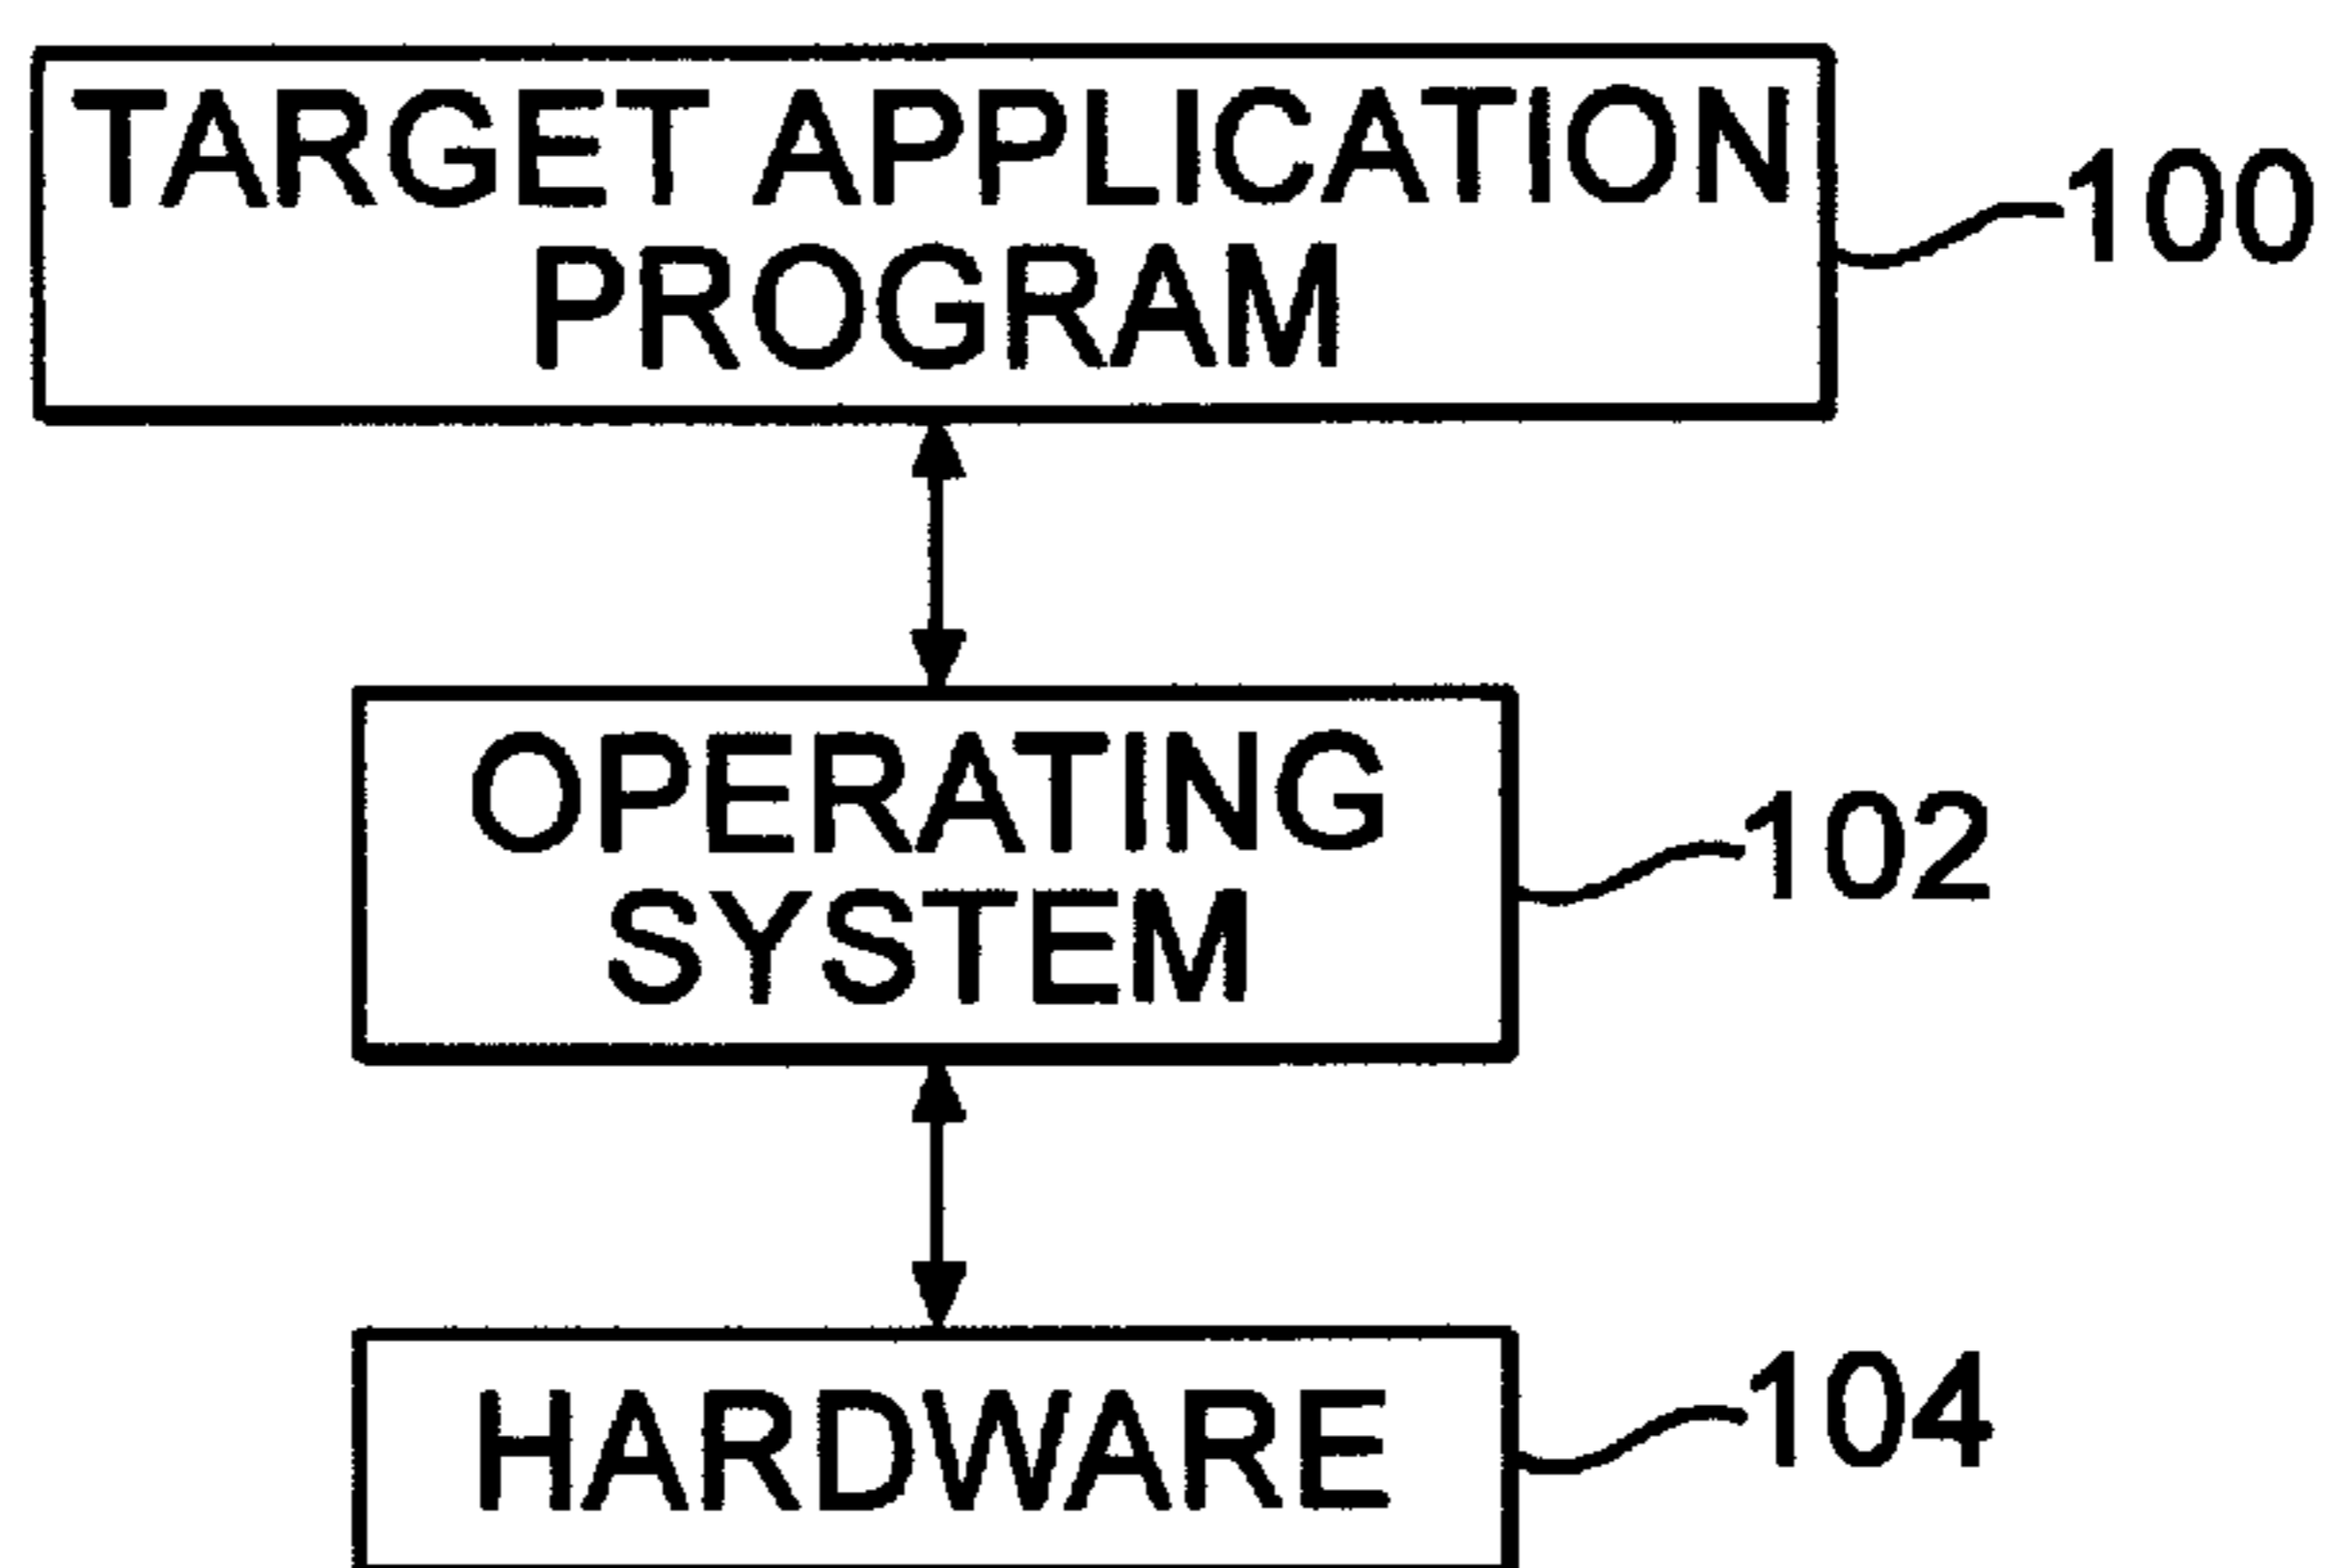 TARGET APPLICATION
PROGRAM
100
OPERATING
SYSTEM
102
HARDWARE
104